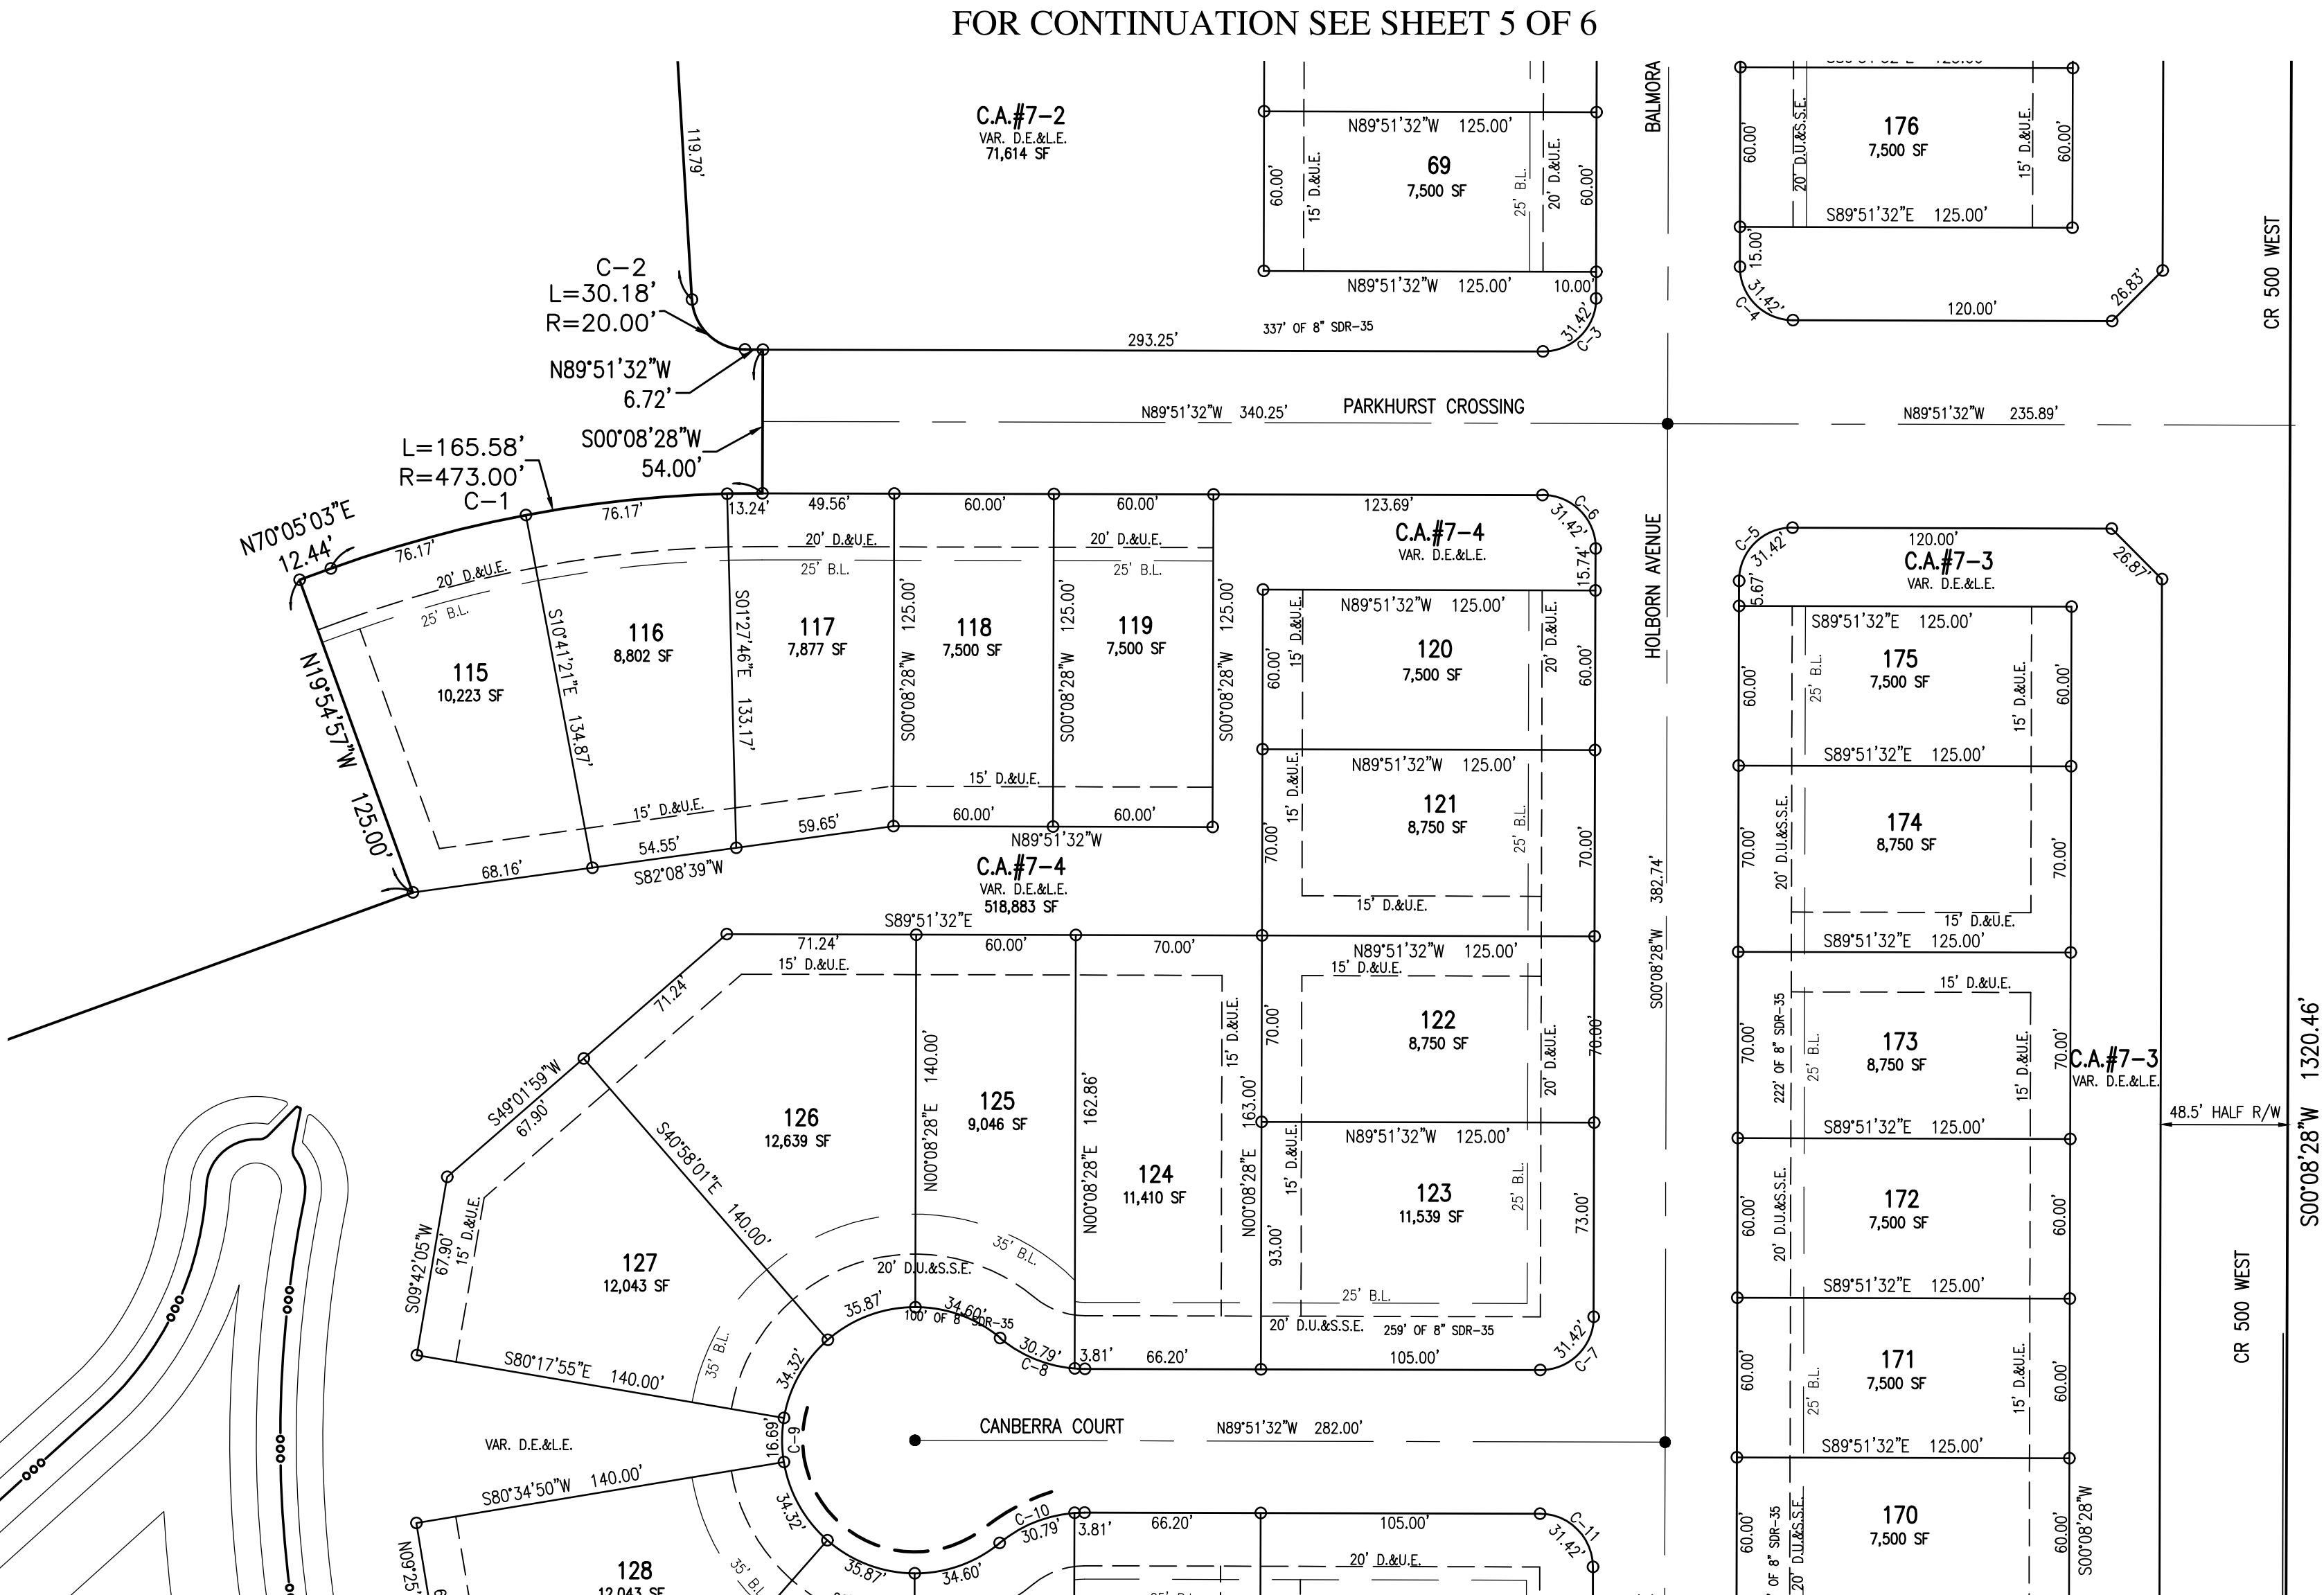 FOR CONTINUATION SEE SHEET 5 OF 6
119.79'
C.A.#7-2
VAR. D.E.&L.E.
71,614 SF
N89°51'32"W 125.00'
60.00'
15' D.&U.E.
69
7,500 SF
25' B.L.
20' D.&U.E.
60.00'
N89°51'32"W 125.00'
10.00'
BALMORA
60.00'
20' D.U.&S.S.E.
176
7,500 SF
15' D.&U.E.
60.00'
S89°51'32"E 125.00'
15.00'
31.42'
C-4
120.00'
26.83'
CR 500 WEST
C-2
L=30.18'
R=20.00'
N89°51'32"W
6.72'
293.25'
337' OF 8" SDR-35
31.42'
C-3
S00°08'28"W
54.00'
N89°51'32"W 340.25'
PARKHURST CROSSING
N89°51'32"W 235.89'
L=165.58'
R=473.00'
C-1
N70°05'03"E
12.44'
76.17'
76.17'
13.24'
49.56'
60.00'
60.00'
123.69'
C-6
31.42'
15.74'
C.A.#7-4
VAR. D.E.&L.E.
20' D.&U.E.
25' B.L.
20' D.&U.E.
25' B.L.
20' D.&U.E.
25' B.L.
N19°54'57"W 125.00'
115
10,223 SF
S10°41'21"E 134.87'
116
8,802 SF
S01°27'46"E 133.17'
117
7,877 SF
S00°08'28"W 125.00'
118
7,500 SF
S00°08'28"W 125.00'
119
7,500 SF
S00°08'28"W 125.00'
15' D.&U.E.
15' D.&U.E.
68.16'
54.55'
S82°08'39"W
59.65'
60.00'
60.00'
N89°51'32"W
C.A.#7-4
VAR. D.E.&L.E.
518,883 SF
N89°51'32"W 125.00'
15' D.&U.E.
60.00'
120
7,500 SF
20' D.&U.E.
60.00'
N89°51'32"W 125.00'
15' D.&U.E.
70.00'
121
8,750 SF
25' B.L.
70.00'
15' D.&U.E.
HOLBORN AVENUE
S00°08'28"W 382.74'
C-5
31.42'
5.67'
120.00'
26.87'
C.A.#7-3
VAR. D.E.&L.E.
S89°51'32"E 125.00'
60.00'
25' B.L.
175
7,500 SF
15' D.&U.E.
60.00'
S89°51'32"E 125.00'
70.00'
20' D.U.&S.S.E.
174
8,750 SF
70.00'
15' D.&U.E.
S89°51'32"E 125.00'
S89°51'32"E
71.24'
60.00'
70.00'
15' D.&U.E.
71.24'
S49°01'59"W
67.90'
126
12,639 SF
N00°08'28"E 140.00'
125
9,046 SF
N00°08'28"E 162.86'
124
11,410 SF
15' D.&U.E.
N00°08'28"E 163.00'
70.00'
N89°51'32"W 125.00'
15' D.&U.E.
122
8,750 SF
20' D.&U.E.
70.00'
N89°51'32"W 125.00'
15' D.&U.E.
93.00'
123
11,539 SF
25' B.L.
73.00'
25' B.L.
15' D.&U.E.
70.00'
222' OF 8" SDR-35
25' B.L.
173
8,750 SF
15' D.&U.E.
70.00'
C.A.#7-3
VAR. D.E.&L.E.
48.5' HALF R/W
S00°08'28"W 1320.46'
S89°51'32"E 125.00'
60.00'
20' D.U.&S.S.E.
172
7,500 SF
60.00'
S89°51'32"E 125.00'
60.00'
25' B.L.
171
7,500 SF
15' D.&U.E.
60.00'
CR 500 WEST
S89°51'32"E 125.00'
S40°58'01"E 140.00'
S09°42'05"W
67.90'
15' D.&U.E.
127
12,043 SF
35' B.L.
35' B.L.
20' D.U.&S.S.E.
35.87'
34.60'
100' OF 8" SDR-35
30.79'
C-8
3.81'
66.20'
20' D.U.&S.S.E.
259' OF 8" SDR-35
105.00'
31.42'
C-7
S80°17'55"E 140.00'
34.32'
16.69'
C-9
VAR. D.E.&L.E.
CANBERRA COURT
N89°51'32"W 282.00'
S80°34'50"W 140.00'
34.32'
35.87'
34.60'
C-10
30.79'
3.81'
66.20'
105.00'
C-11
31.42'
20' D.&U.E.
N09°25'
128
12,043 SF
35' B.L.
60.00'
OF 8" SDR-35
20' D.U.&S.S.E.
170
7,500 SF
60.00'
S00°08'28"W